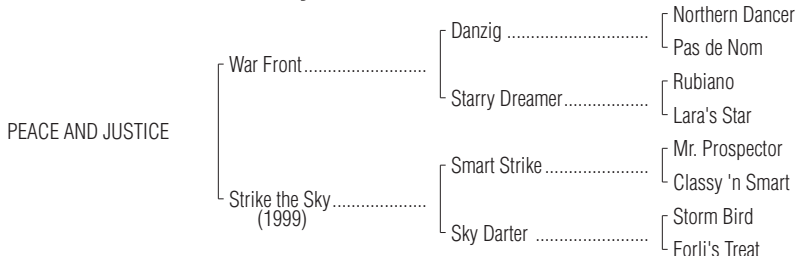 PEACE AND JUSTICE
War Front..........................
Strike the Sky....................
(1999)
Danzig ..............................
Starry Dreamer..................
Smart Strike ......................
Sky Darter ........................
Northern Dancer
Pas de Nom
Rubiano
Lara's Star
Mr. Prospector
Classy 'n Smart
Storm Bird
Forli's Treat